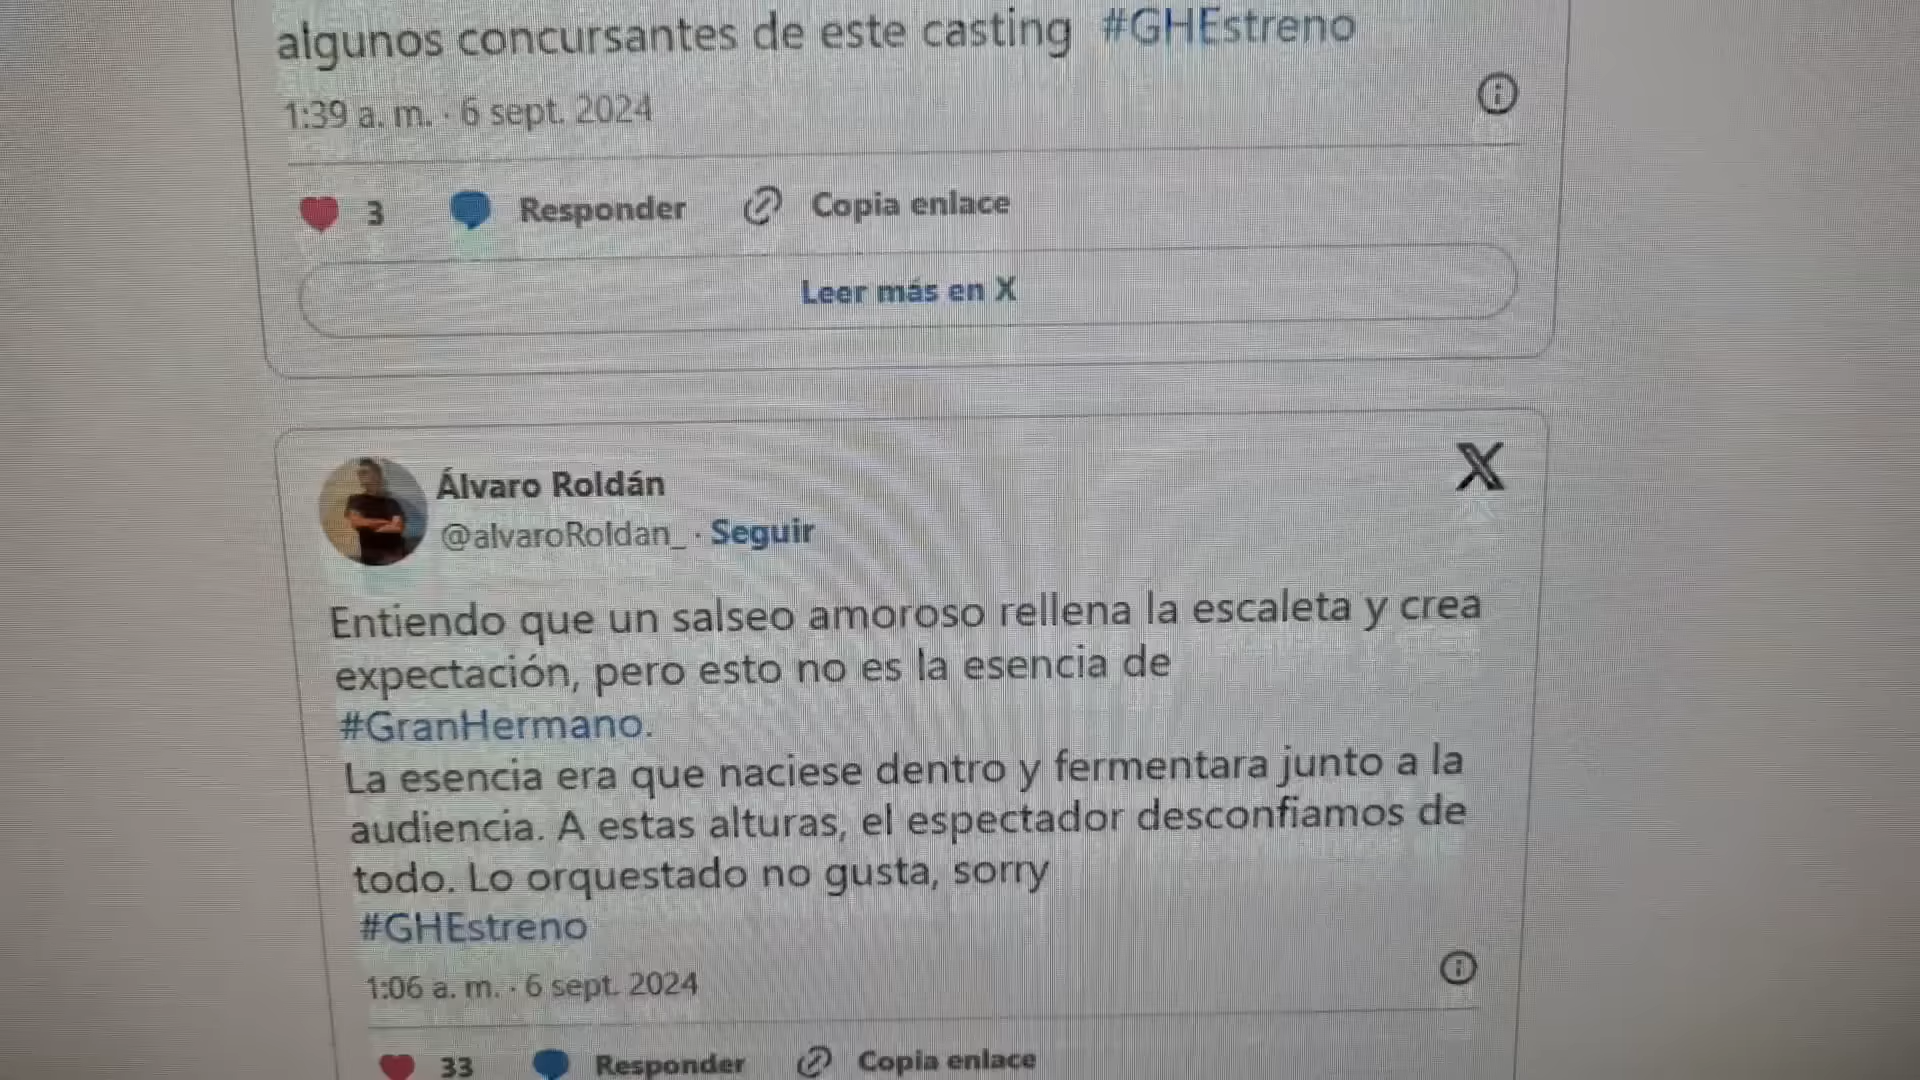 algunos concursantes de este casting #GHEstreno
1:39 a. m. · 6 sept. 2024
3 Responder Copia enlace
Leer más en X
Álvaro Roldán
@alvaroRoldan_ · Seguir
Entiendo que un salseo amoroso rellena la escaleta y crea
expectación, pero esto no es la esencia de
#GranHermano.
La esencia era que naciese dentro y fermentara junto a la
audiencia. A estas alturas, el espectador desconfiamos de
todo. Lo orquestado no gusta, sorry
#GHEstreno
1:06 a. m. · 6 sept. 2024
33 Responder Copia enlace